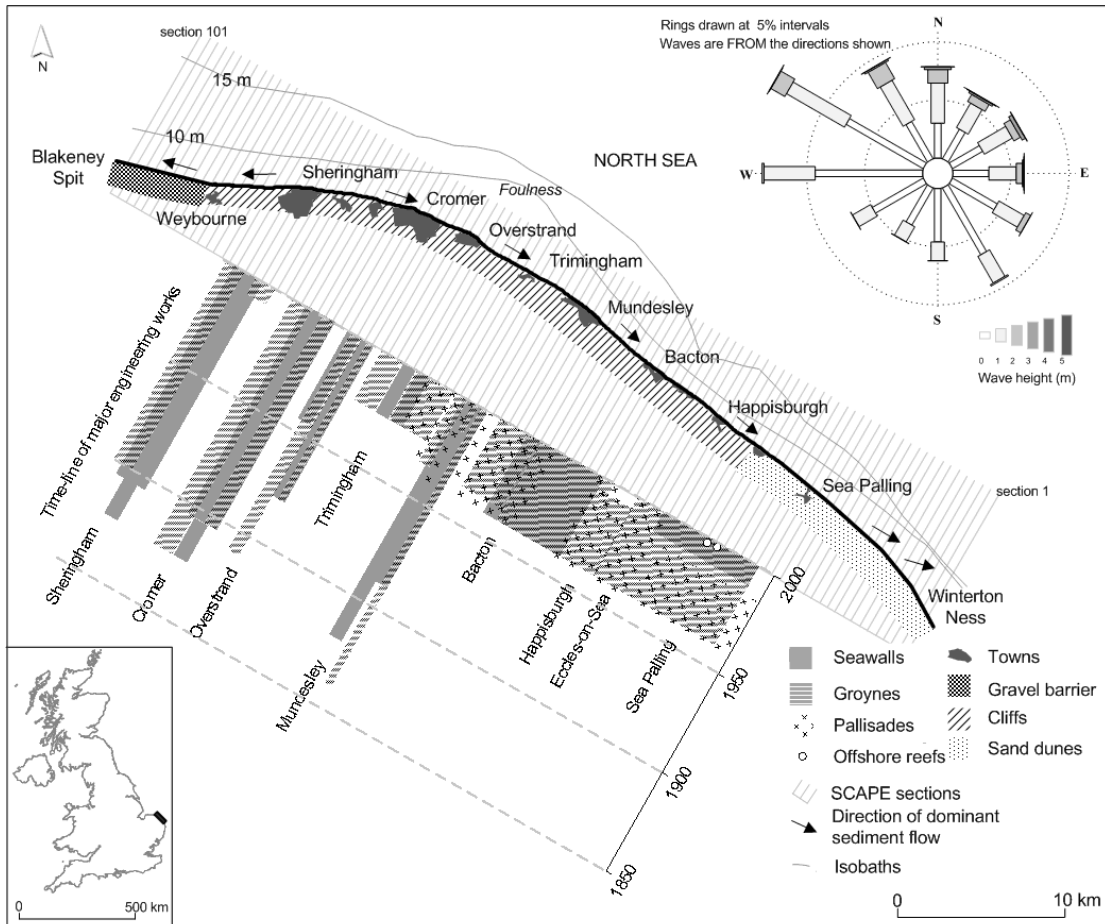 Rings drawn at 5% intervals
Waves are FROM the directions shown
N
W
E
S
0 1 2 3 4 5
Wave height (m)
N
section 101
15 m
10 m
Blakeney
Spit
Weybourne
Sheringham
Cromer
Foulness
NORTH SEA
Overstrand
Trimingham
Mundesley
Bacton
Happisburgh
Sea Palling
section 1
Winterton
Ness
Time-line of major engineering works
Sheringham
Cromer
Overstrand
Trimingham
Mundesley
Bacton
Happisburgh
Eccles-on-Sea
Sea Palling
2000
1950
1900
1850
Seawalls
Groynes
Pallisades
Offshore reefs
Towns
Gravel barrier
Cliffs
Sand dunes
SCAPE sections
Direction of dominant
sediment flow
Isobaths
0 10 km
0 500 km